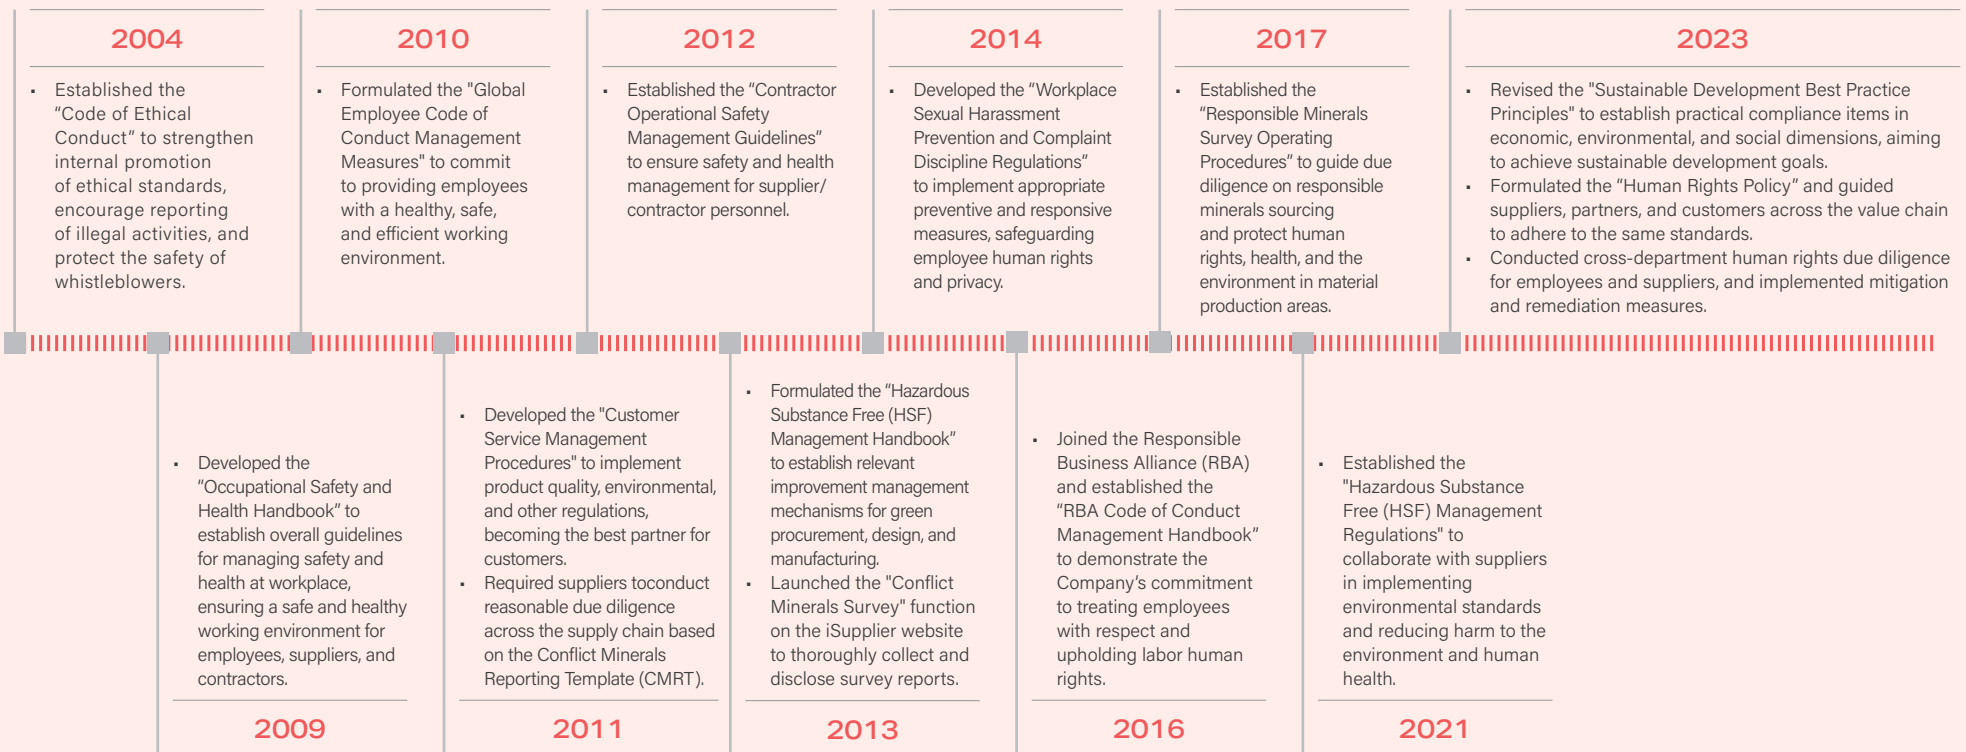 2004
▪ Established the
“Code of Ethical
Conduct” to strengthen
internal promotion
of ethical standards,
encourage reporting
of illegal activities, and
protect the safety of
whistleblowers.
2010
▪ Formulated the "Global
Employee Code of
Conduct Management
Measures" to commit
to providing employees
with a healthy, safe,
and efficient working
environment.
2012
▪ Established the “Contractor
Operational Safety
Management Guidelines”
to ensure safety and health
management for supplier/
contractor personnel.
2014
▪ Developed the “Workplace
Sexual Harassment
Prevention and Complaint
Discipline Regulations”
to implement appropriate
preventive and responsive
measures, safeguarding
employee human rights
and privacy.
2017
▪ Established the
“Responsible Minerals
Survey Operating
Procedures” to guide due
diligence on responsible
minerals sourcing
and protect human
rights, health, and the
environment in material
production areas.
2023
▪ Revised the "Sustainable Development Best Practice
Principles" to establish practical compliance items in
economic, environmental, and social dimensions, aiming
to achieve sustainable development goals.
▪ Formulated the “Human Rights Policy” and guided
suppliers, partners, and customers across the value chain
to adhere to the same standards.
▪ Conducted cross-department human rights due diligence
for employees and suppliers, and implemented mitigation
and remediation measures.
▪ Developed the
“Occupational Safety and
Health Handbook” to
establish overall guidelines
for managing safety and
health at workplace,
ensuring a safe and healthy
working environment for
employees, suppliers, and
contractors.
2009
▪ Developed the "Customer
Service Management
Procedures" to implement
product quality, environmental,
and other regulations,
becoming the best partner for
customers.
▪ Required suppliers toconduct
reasonable due diligence
across the supply chain based
on the Conflict Minerals
Reporting Template (CMRT).
2011
▪ Formulated the “Hazardous
Substance Free (HSF)
Management Handbook”
to establish relevant
improvement management
mechanisms for green
procurement, design, and
manufacturing.
▪ Launched the "Conflict
Minerals Survey" function
on the iSupplier website
to thoroughly collect and
disclose survey reports.
2013
▪ Joined the Responsible
Business Alliance (RBA)
and established the
“RBA Code of Conduct
Management Handbook”
to demonstrate the
Company’s commitment
to treating employees
with respect and
upholding labor human
rights.
2016
▪ Established the
"Hazardous Substance
Free (HSF) Management
Regulations" to
collaborate with suppliers
in implementing
environmental standards
and reducing harm to the
environment and human
health.
2021